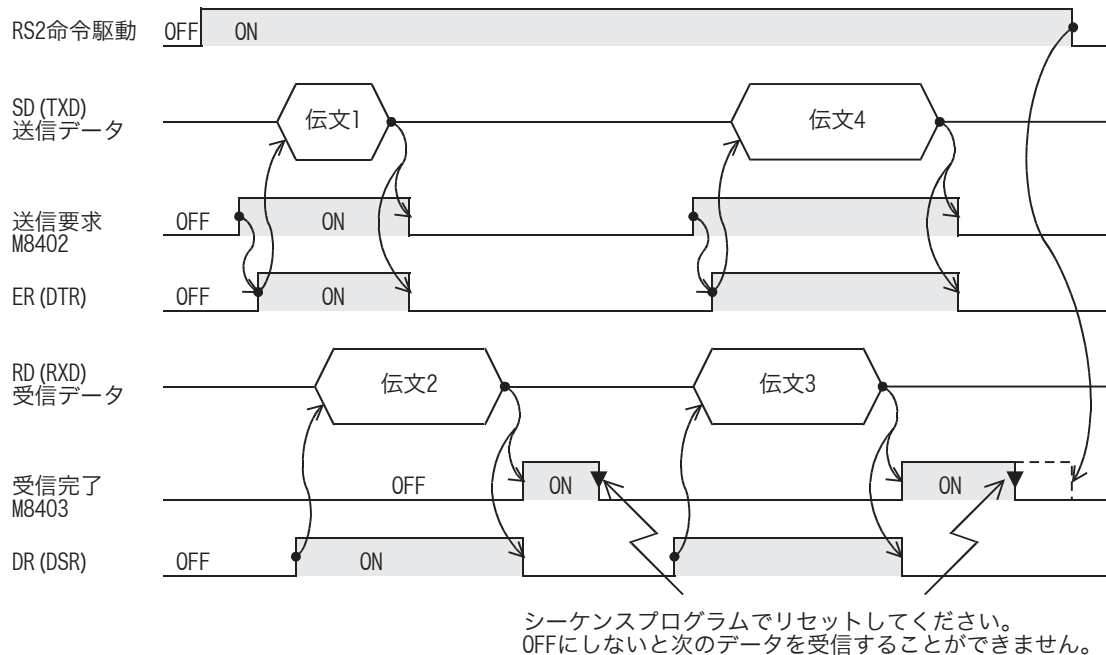 RS2命令駆動 OFF ON
SD (TXD)
送信データ
伝文1 伝文4
送信要求
M8402
OFF ON
ER (DTR) OFF ON
RD (RXD)
受信データ
伝文2 伝文3
受信完了
M8403
OFF ON ON
DR (DSR) OFF ON
シーケンスプログラムでリセットしてください。
OFFにしないと次のデータを受信することができません。